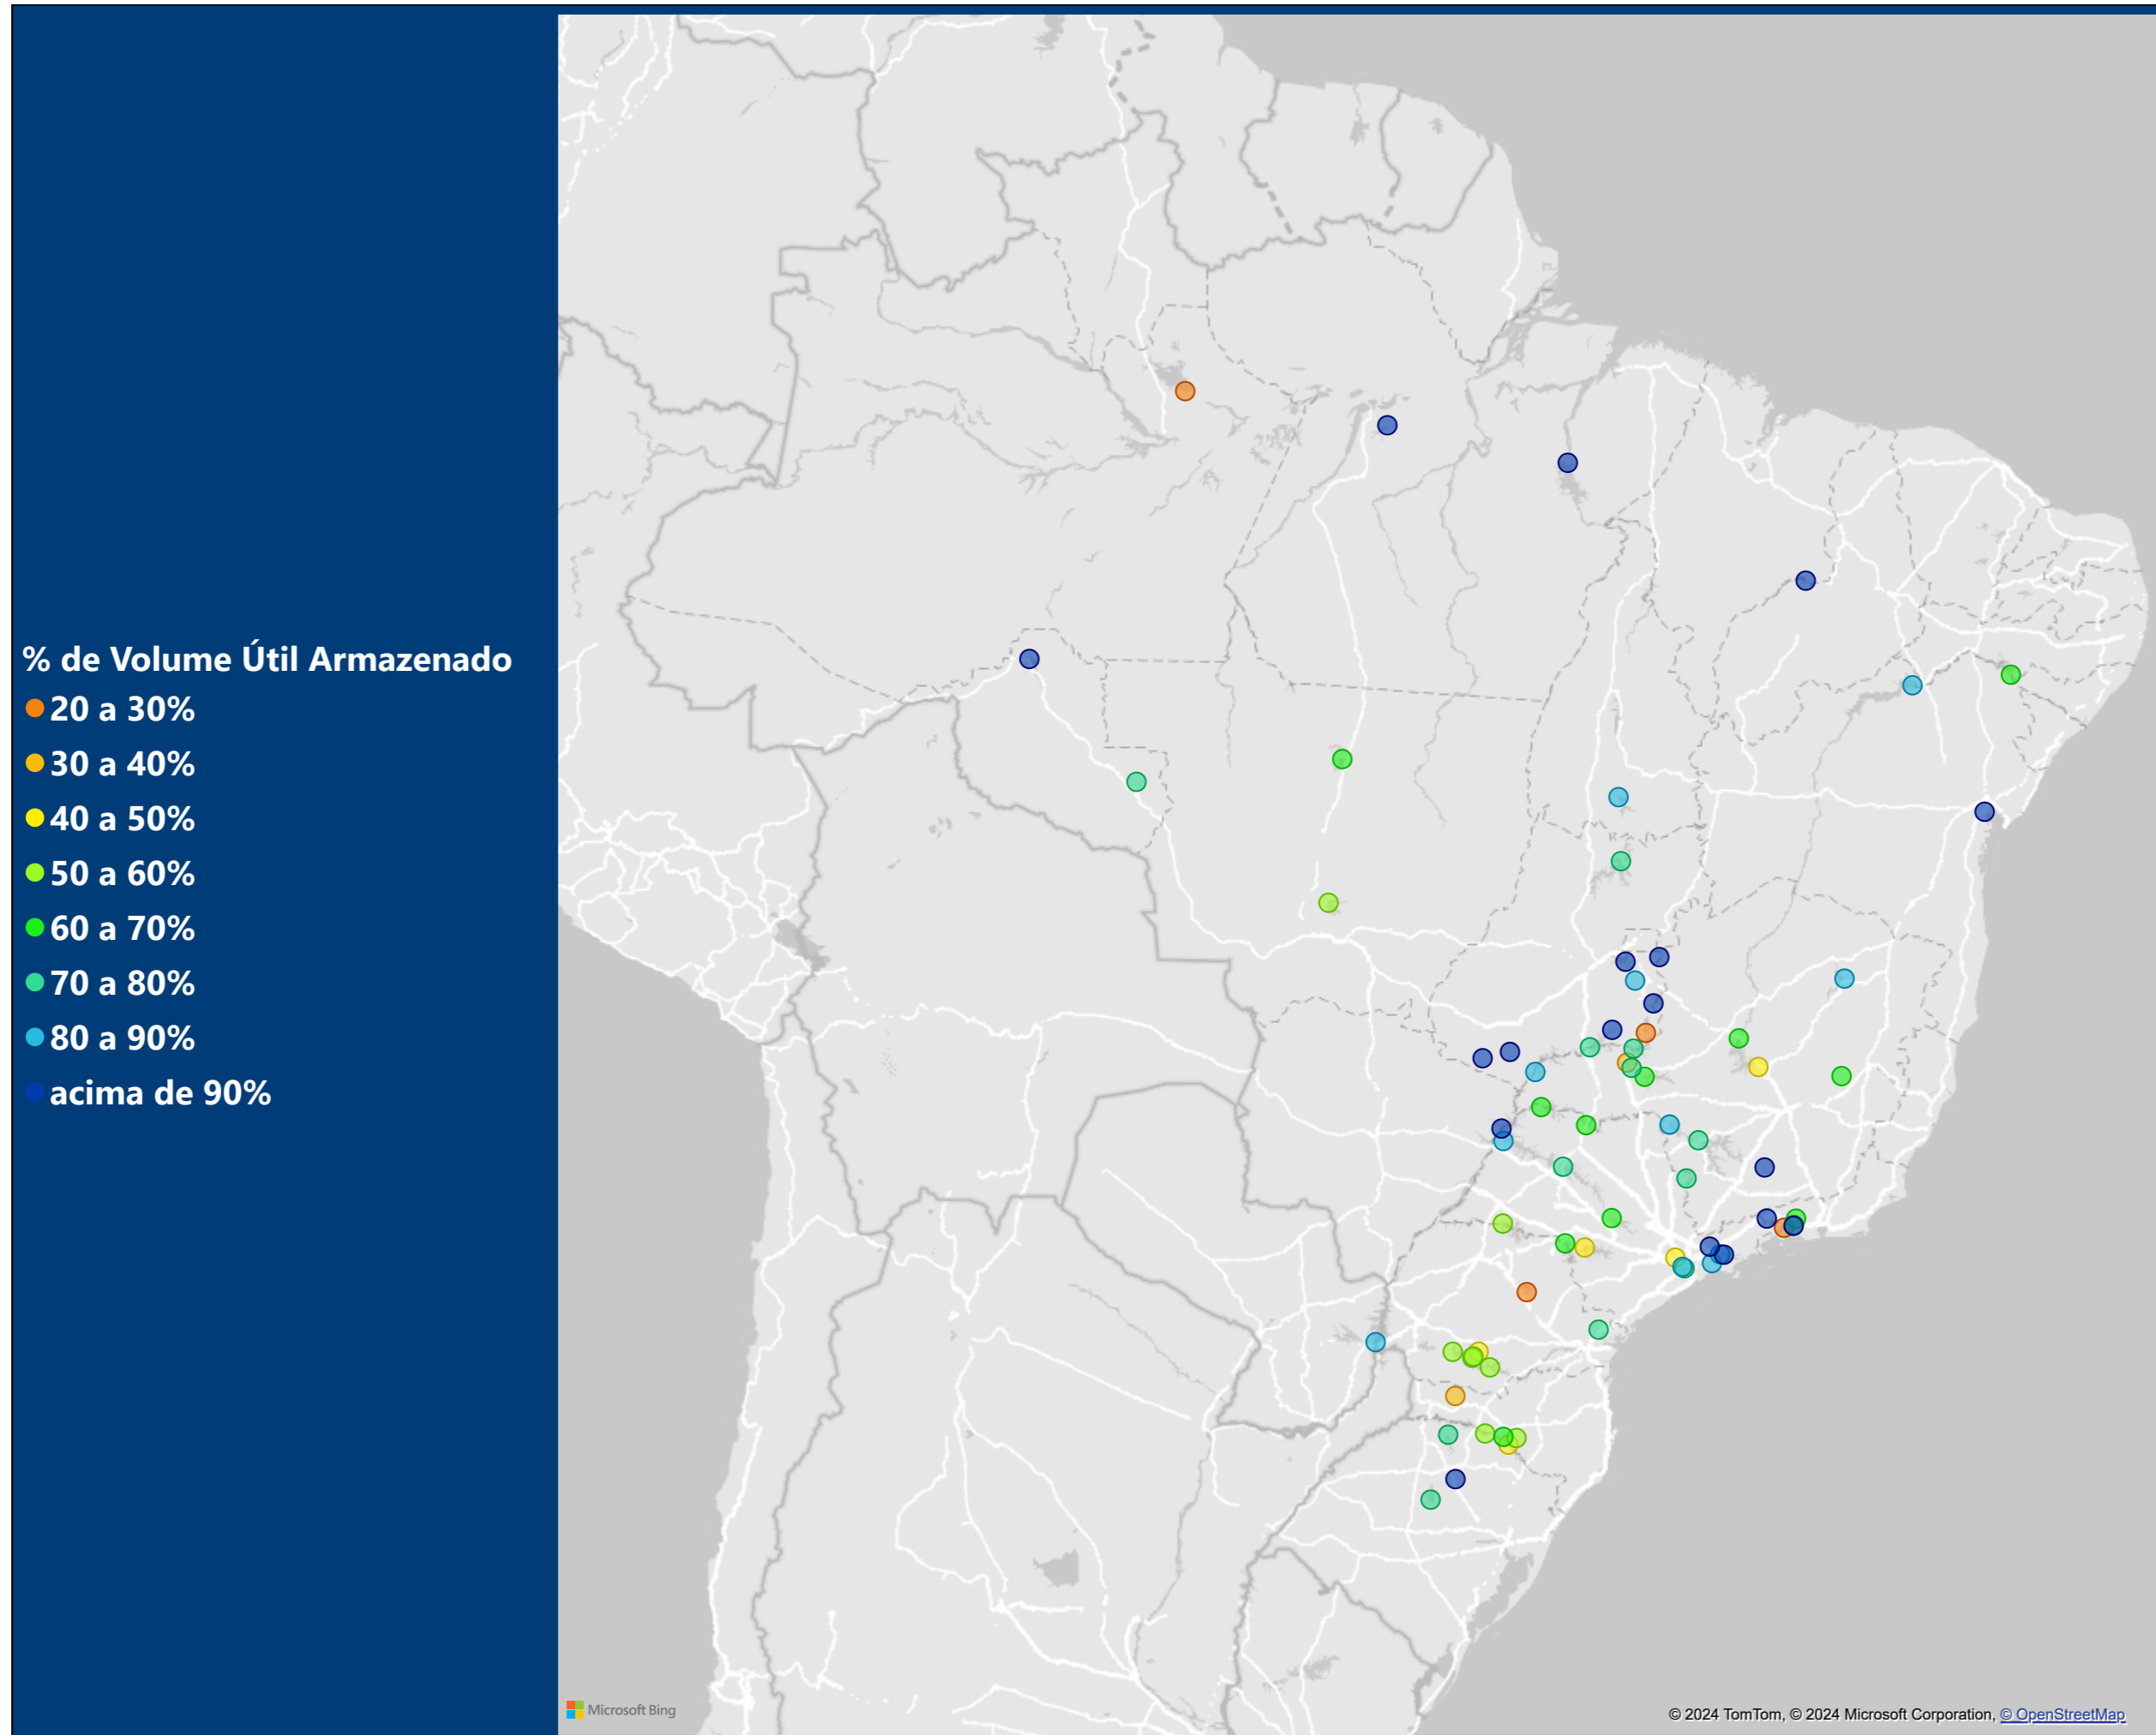 % de Volume Útil Armazenado
20 a 30%
30 a 40%
40 a 50%
50 a 60%
60 a 70%
70 a 80%
80 a 90%
acima de 90%
Microsoft Bing
© 2024 TomTom, © 2024 Microsoft Corporation, © OpenStreetMap